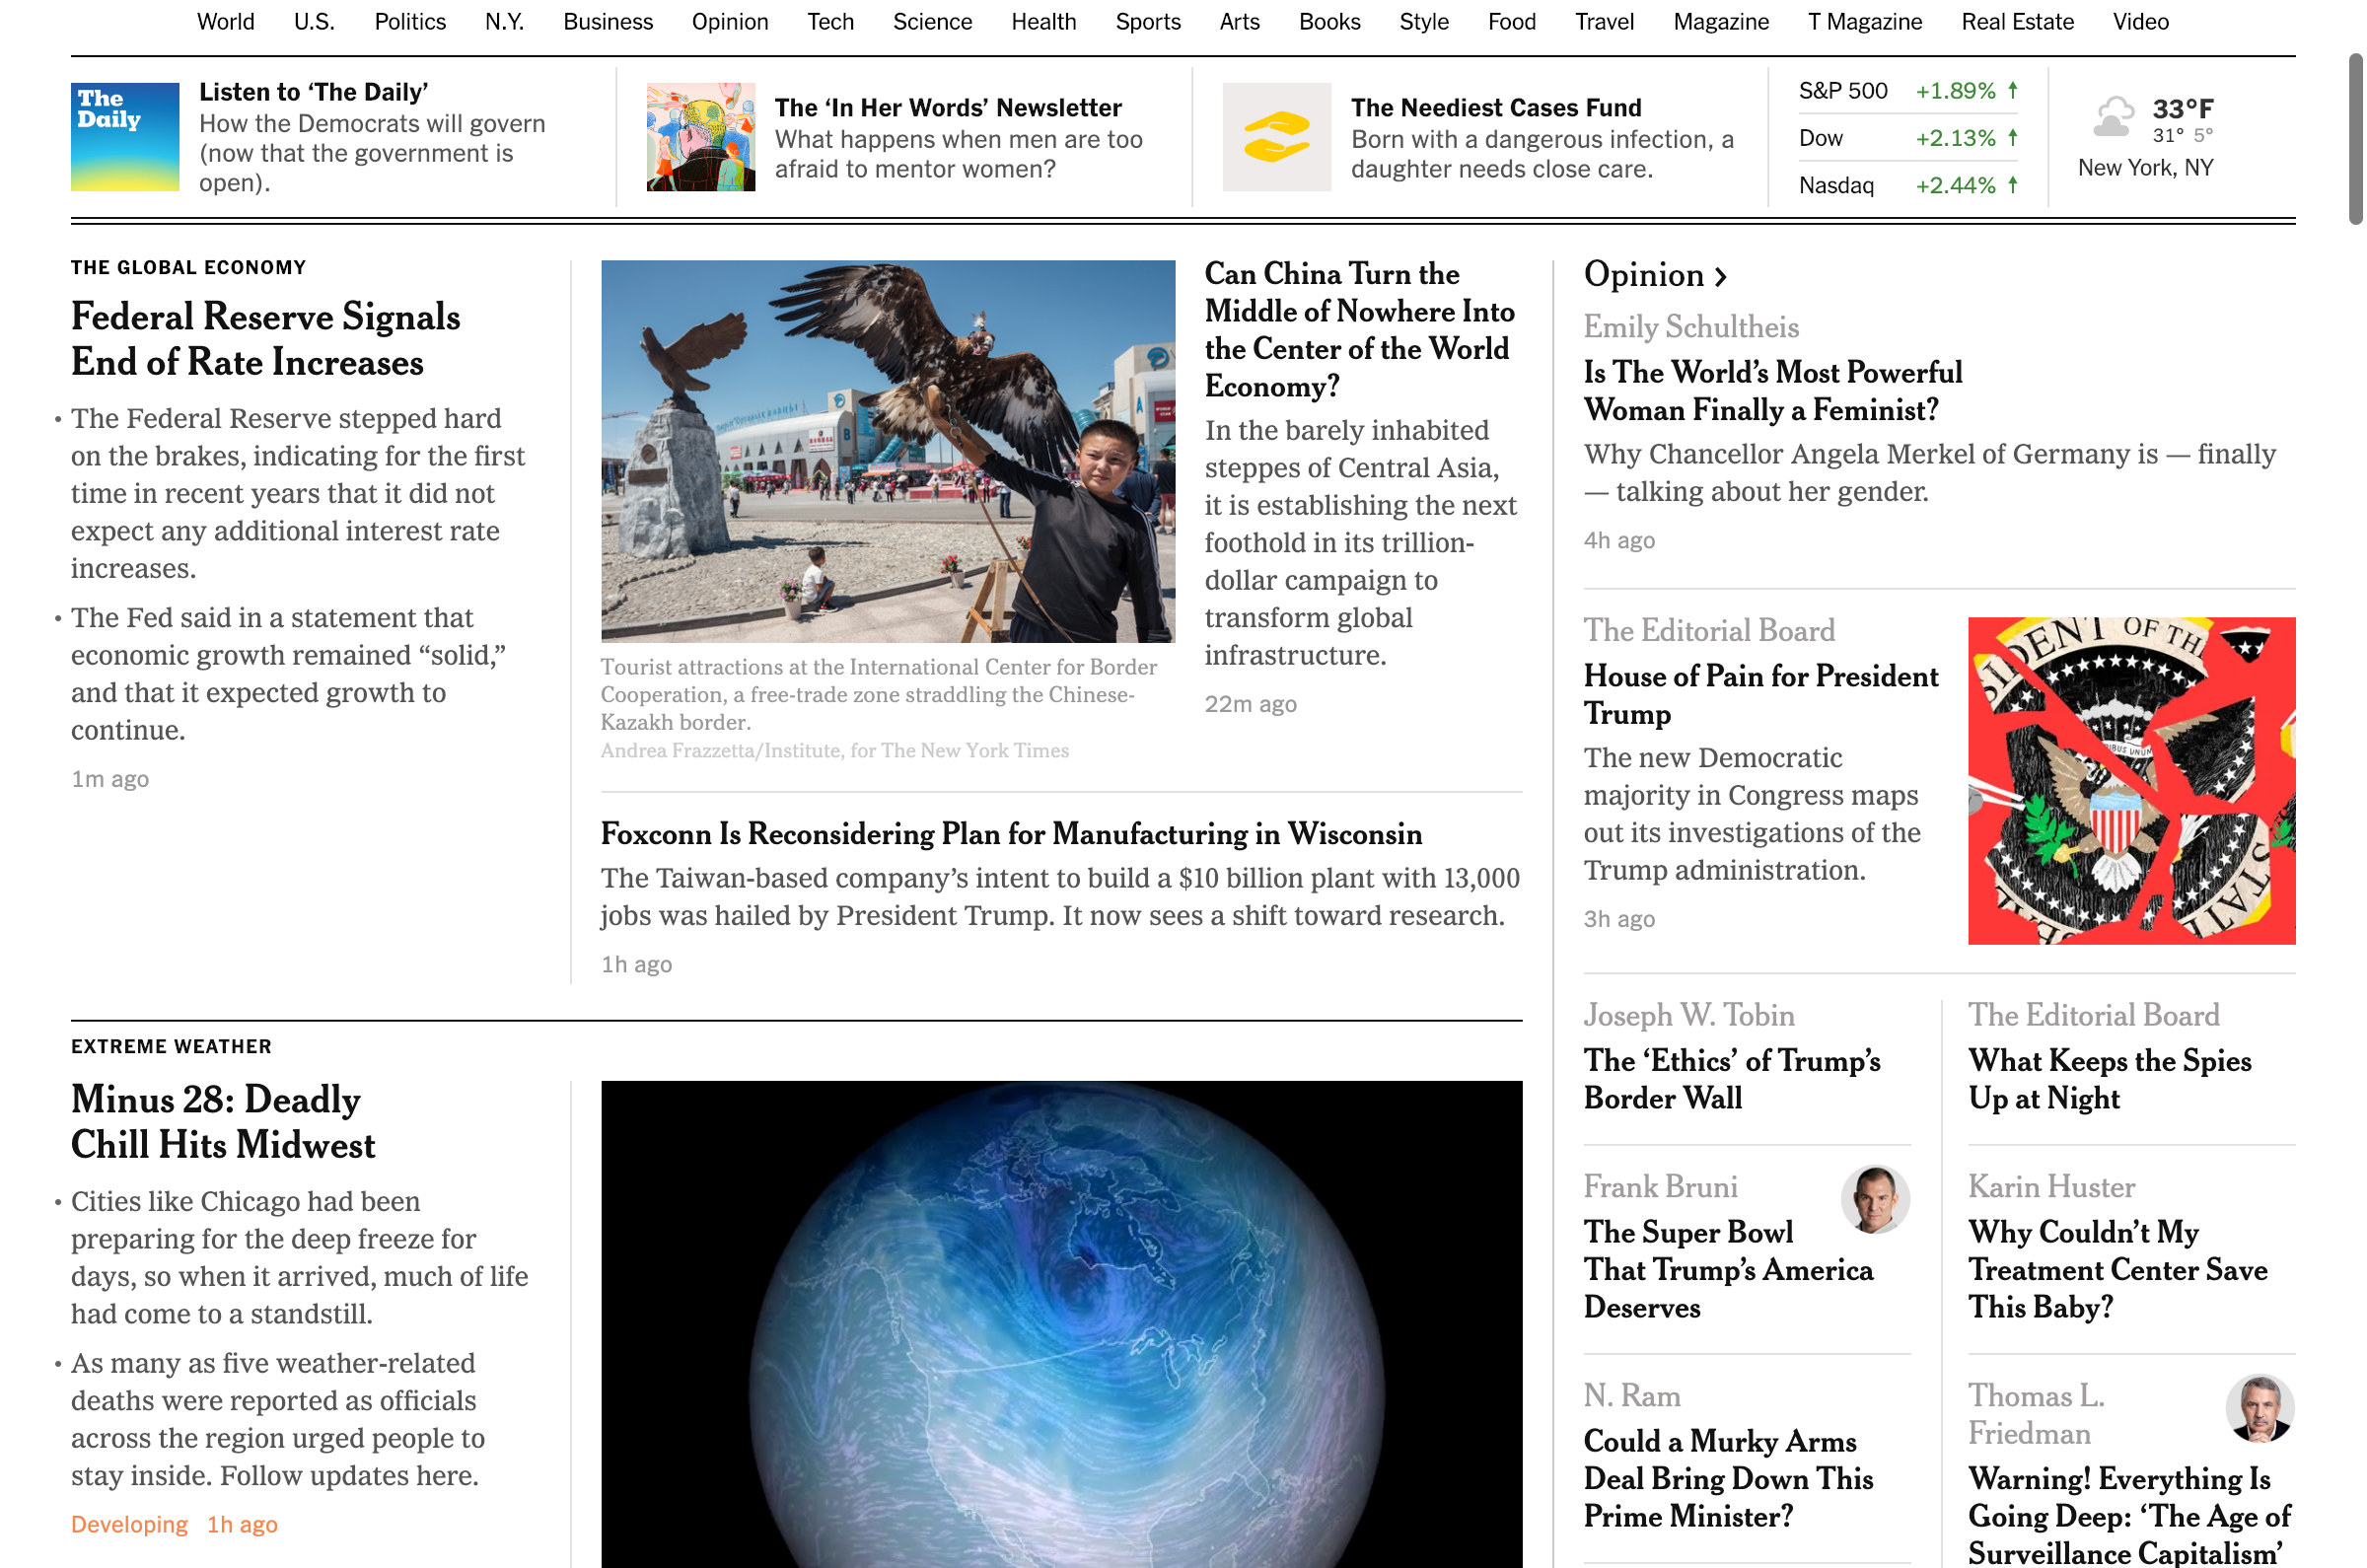 World U.S. Politics N.Y. Business Opinion Tech Science Health Sports Arts Books Style Food Travel Magazine T Magazine Real Estate Video
The
Daily
Listen to ‘The Daily’
How the Democrats will govern
(now that the government is
open).
The ‘In Her Words’ Newsletter
What happens when men are too
afraid to mentor women?
The Neediest Cases Fund
Born with a dangerous infection, a
daughter needs close care.
S&P 500 +1.89% ↑
Dow +2.13% ↑
Nasdaq +2.44% ↑
33°F
31° 5°
New York, NY
THE GLOBAL ECONOMY
Federal Reserve Signals
End of Rate Increases
• The Federal Reserve stepped hard
on the brakes, indicating for the first
time in recent years that it did not
expect any additional interest rate
increases.
• The Fed said in a statement that
economic growth remained “solid,”
and that it expected growth to
continue.
1m ago
A
B
Tourist attractions at the International Center for Border
Cooperation, a free-trade zone straddling the Chinese-
Kazakh border.
Andrea Frazzetta/Institute, for The New York Times
Can China Turn the
Middle of Nowhere Into
the Center of the World
Economy?
In the barely inhabited
steppes of Central Asia,
it is establishing the next
foothold in its trillion-
dollar campaign to
transform global
infrastructure.
22m ago
Foxconn Is Reconsidering Plan for Manufacturing in Wisconsin
The Taiwan-based company’s intent to build a $10 billion plant with 13,000
jobs was hailed by President Trump. It now sees a shift toward research.
1h ago
EXTREME WEATHER
Minus 28: Deadly
Chill Hits Midwest
• Cities like Chicago had been
preparing for the deep freeze for
days, so when it arrived, much of life
had come to a standstill.
• As many as five weather-related
deaths were reported as officials
across the region urged people to
stay inside. Follow updates here.
Developing 1h ago
Opinion ›
Emily Schultheis
Is The World’s Most Powerful
Woman Finally a Feminist?
Why Chancellor Angela Merkel of Germany is — finally
— talking about her gender.
4h ago
The Editorial Board
House of Pain for President
Trump
The new Democratic
majority in Congress maps
out its investigations of the
Trump administration.
3h ago
SIDENT OF TH
IBUS UNUM
STAT
Joseph W. Tobin
The ‘Ethics’ of Trump’s
Border Wall
The Editorial Board
What Keeps the Spies
Up at Night
Frank Bruni
The Super Bowl
That Trump’s America
Deserves
Karin Huster
Why Couldn’t My
Treatment Center Save
This Baby?
N. Ram
Could a Murky Arms
Deal Bring Down This
Prime Minister?
Thomas L.
Friedman
Warning! Everything Is
Going Deep: ‘The Age of
Surveillance Capitalism’